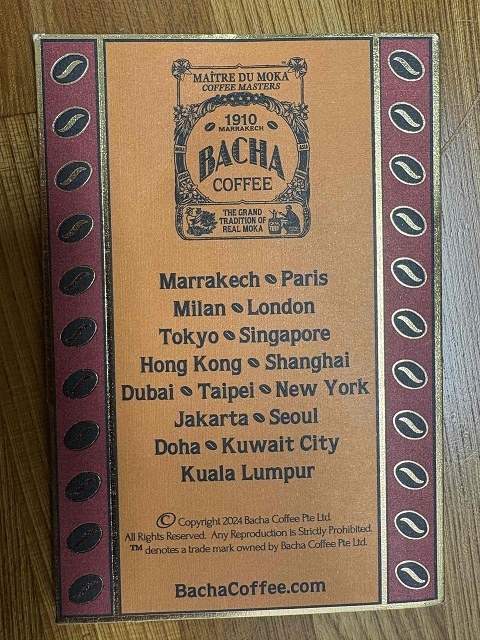 MAÎTRE DU MOKA
COFFEE MASTERS
1910
MARRAKECH
BACHA
COFFEE
THE GRAND
TRADITION OF
REAL MOKA
Marrakech Paris
Milan London
Tokyo Singapore
Hong Kong Shanghai
Dubai Taipei New York
Jakarta Seoul
Doha Kuwait City
Kuala Lumpur
© Copyright 2024 Bacha Coffee Pte Ltd.
All Rights Reserved. Any Reproduction is Strictly Prohibited.
™ denotes a trade mark owned by Bacha Coffee Pte Ltd.
BachaCoffee.com